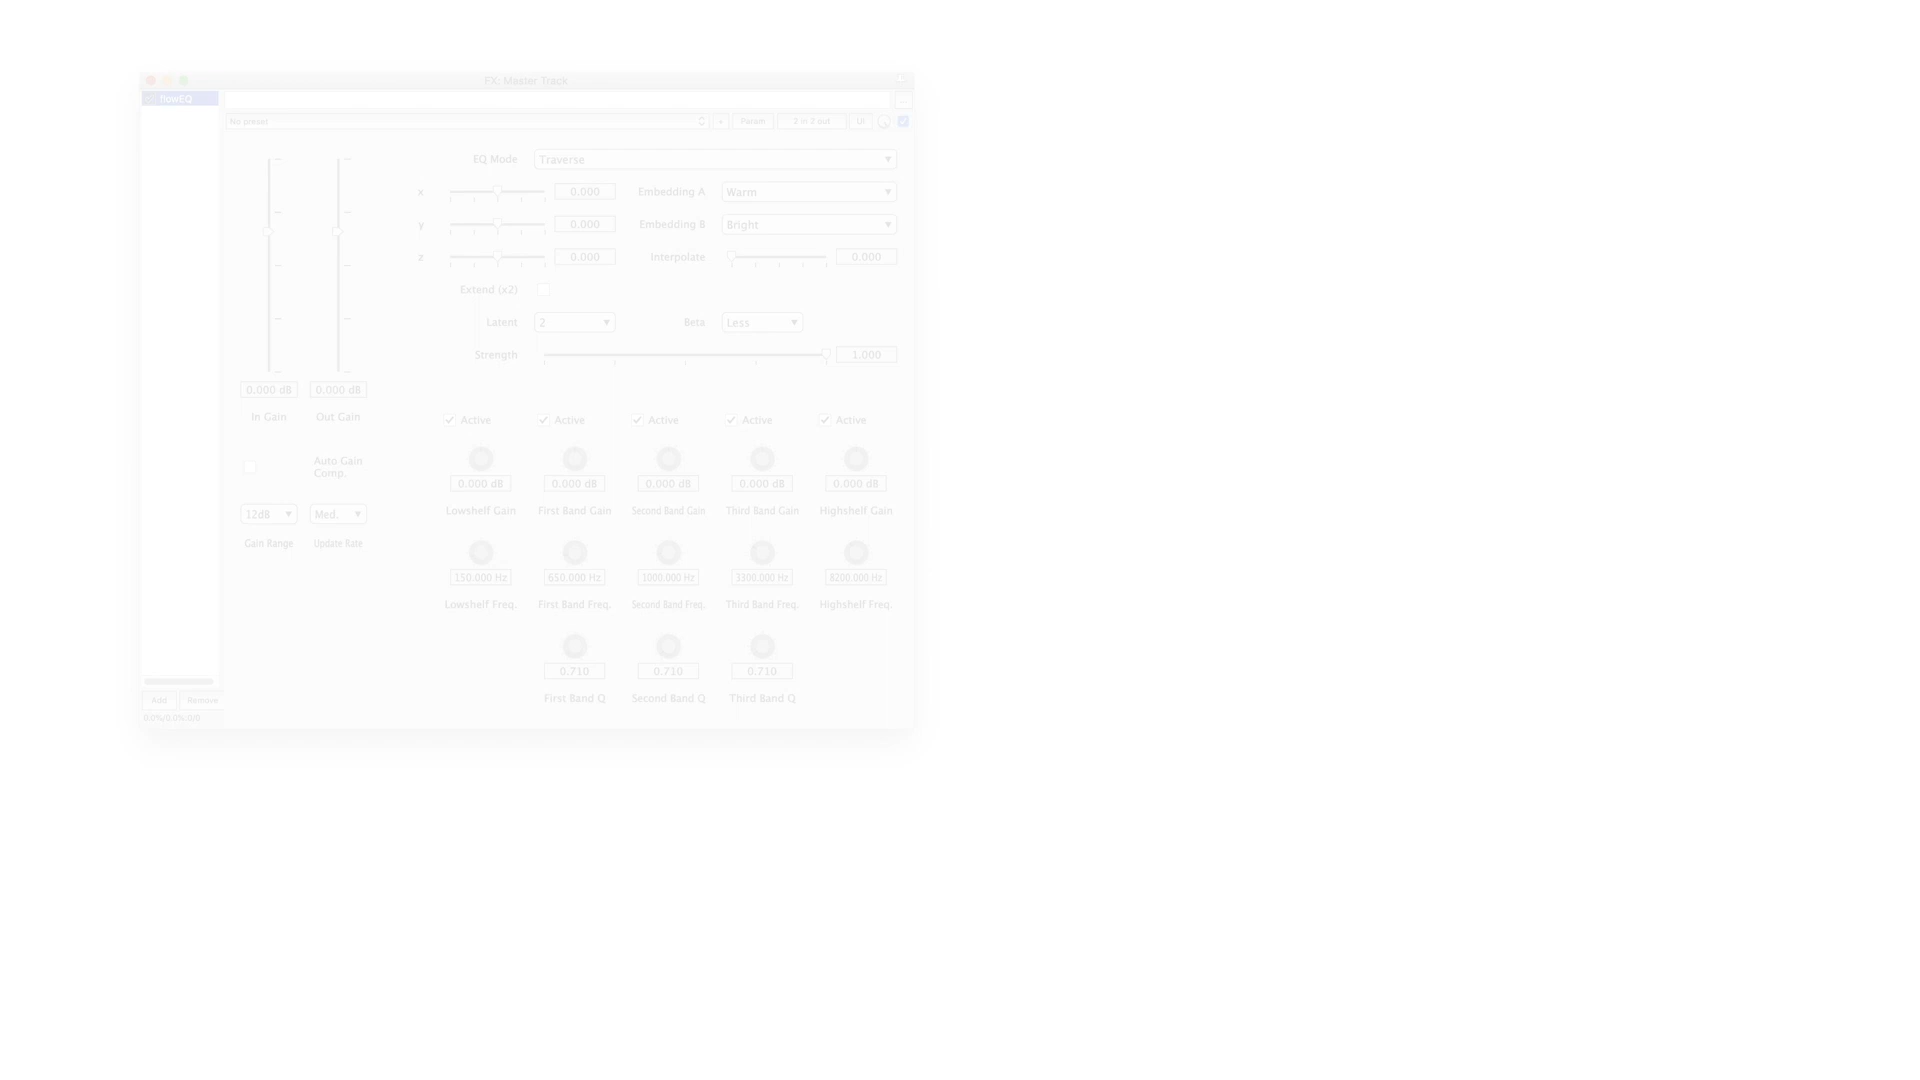 FX: Master Track
flowEQ
No preset
+ Param 2 in 2 out UI
EQ Mode Traverse
x 0.000 Embedding A Warm
y 0.000 Embedding B Bright
z 0.000 Interpolate 0.000
Extend (x2)
Latent 2 Beta Less
Strength 1.000
0.000 dB 0.000 dB
In Gain Out Gain
Auto Gain
Comp.
12dB Med.
Gain Range Update Rate
Active Active Active Active Active
0.000 dB 0.000 dB 0.000 dB 0.000 dB 0.000 dB
Lowshelf Gain First Band Gain Second Band Gain Third Band Gain Highshelf Gain
150.000 Hz 650.000 Hz 1000.000 Hz 3300.000 Hz 8200.000 Hz
Lowshelf Freq. First Band Freq. Second Band Freq. Third Band Freq. Highshelf Freq.
0.710 0.710 0.710
First Band Q Second Band Q Third Band Q
Add Remove
0.0%/0.0% 0/0